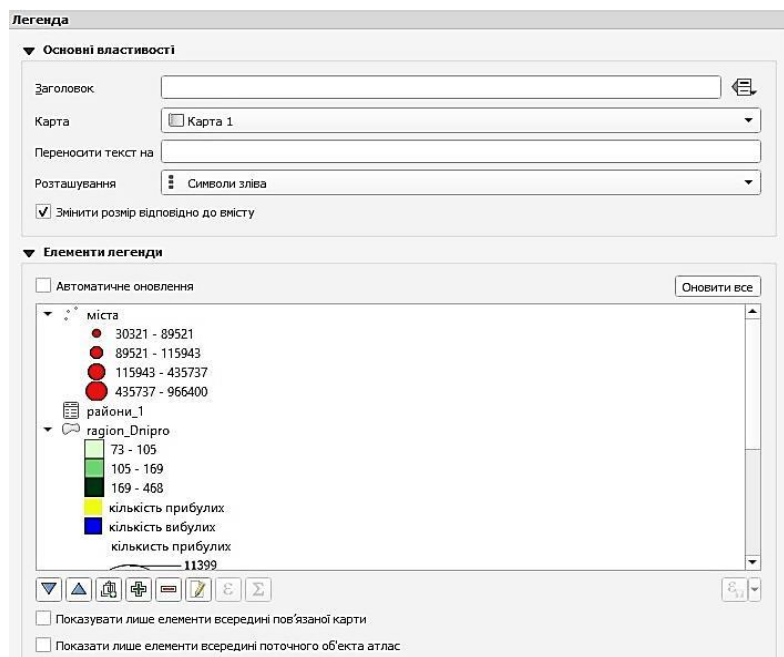 Легенда
Основні властивості
Заголовок
Карта
Карта 1
Переносити текст на
Розташування
Символи зліва
Змінити розмір відповідно до вмісту
Елементи легенди
Автоматичне оновлення
Оновити все
міста
30321 - 89521
89521 - 115943
115943 - 435737
435737 - 966400
райони_1
ragion_Dnipro
73 - 105
105 - 169
169 - 468
кількість прибулих
кількість вибулих
кількисть прибулих
11399
ε Σ
ε
Показувати лише елементи всередині пов’язаної карти
Показати лише елементи всередині поточного об'екта атлас